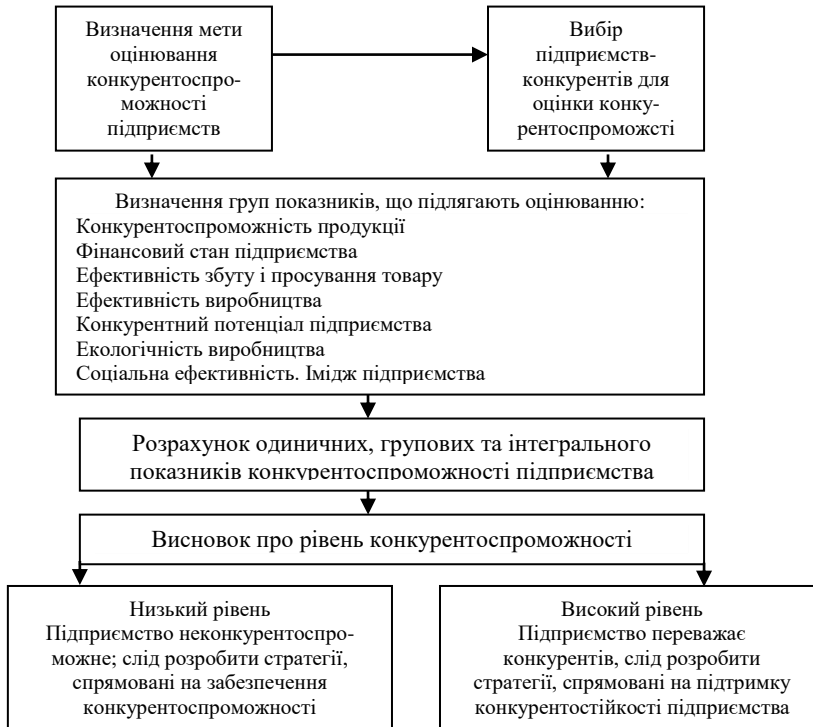 Визначення мети
оцінювання
конкурентоспро-
можності
підприємств
Вибір
підприємств-
конкурентів для
оцінки конку-
рентоспроможсті
Визначення груп показників, що підлягають оцінюванню:
Конкурентоспроможність продукції
Фінансовий стан підприємства
Ефективність збуту і просування товару
Ефективність виробництва
Конкурентний потенціал підприємства
Екологічність виробництва
Соціальна ефективність. Імідж підприємства
Розрахунок одиничних, групових та інтегрального
показників конкурентоспроможності підприємства
Висновок про рівень конкурентоспроможності
Низький рівень
Підприємство неконкурентоспро-
можне; слід розробити стратегії,
спрямовані на забезпечення
конкурентоспроможності
Високий рівень
Підприємство переважає
конкурентів, слід розробити
стратегії, спрямовані на підтримку
конкурентостійкості підприємства